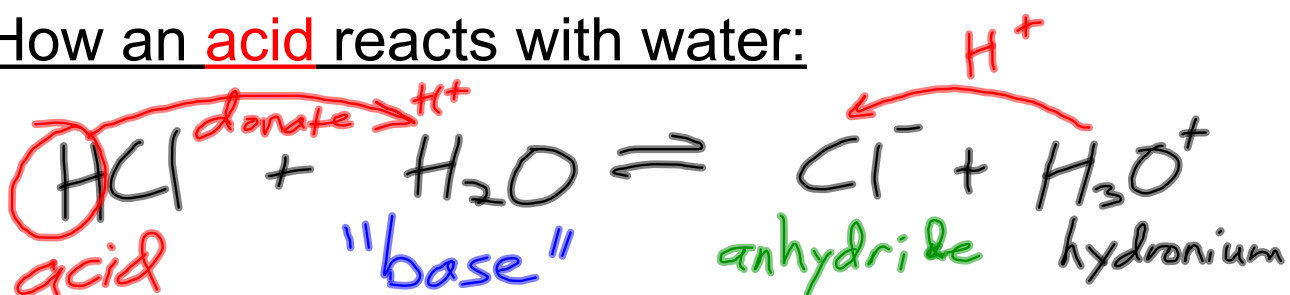 How an acid reacts with water:
H⁺
donate H⁺
HCl + H₂O ⇌ Cl⁻ + H₃O⁺
acid "base" anhydride hydronium